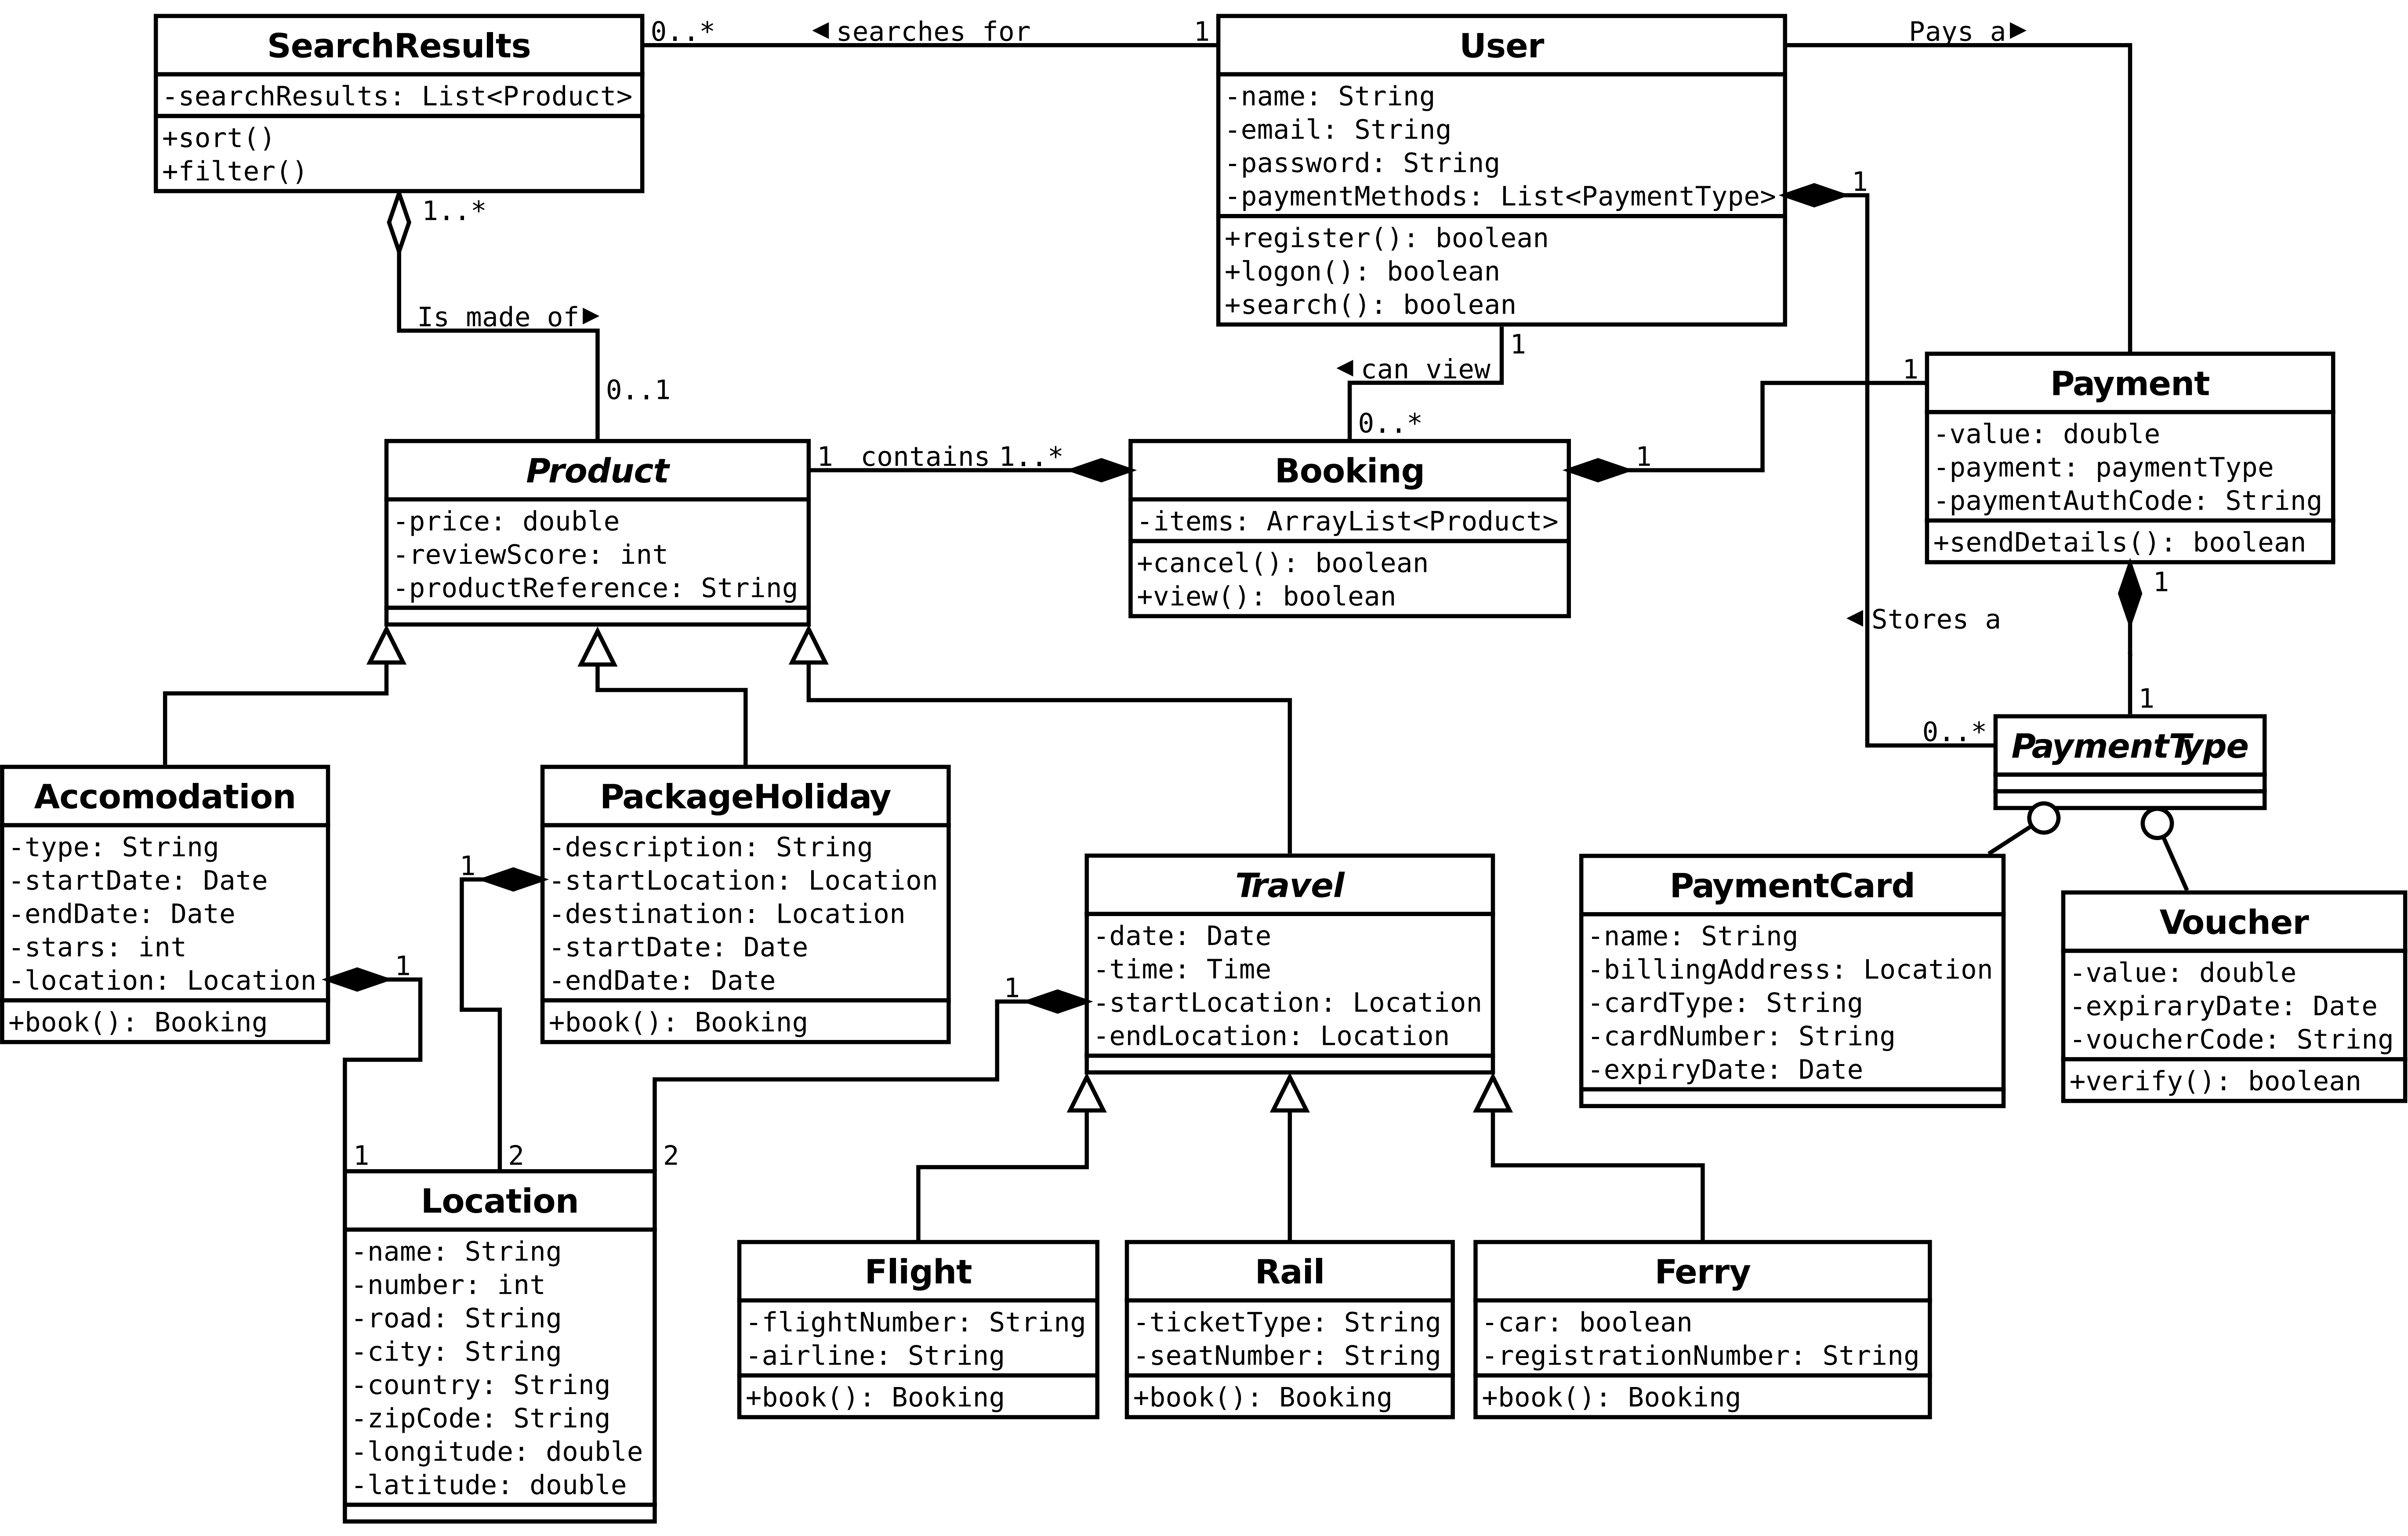 SearchResults
-searchResults: List<Product>
+sort()
+filter()
0..*
◄ searches for
1
User
-name: String
-email: String
-password: String
-paymentMethods: List<PaymentType>
+register(): boolean
+logon(): boolean
+search(): boolean
Pays a►
1
1..*
Is made of►
0..1
1
◄ can view
0..*
1
Payment
-value: double
-payment: paymentType
-paymentAuthCode: String
+sendDetails(): boolean
Product
-price: double
-reviewScore: int
-productReference: String
1
contains
1..*
Booking
-items: ArrayList<Product>
+cancel(): boolean
+view(): boolean
1
1
◄ Stores a
1
0..*
PaymentType
Accomodation
-type: String
-startDate: Date
-endDate: Date
-stars: int
-location: Location
+book(): Booking
1
1
PackageHoliday
-description: String
-startLocation: Location
-destination: Location
-startDate: Date
-endDate: Date
+book(): Booking
1
Travel
-date: Date
-time: Time
-startLocation: Location
-endLocation: Location
PaymentCard
-name: String
-billingAddress: Location
-cardType: String
-cardNumber: String
-expiryDate: Date
Voucher
-value: double
-expiraryDate: Date
-voucherCode: String
+verify(): boolean
1
2
2
Location
-name: String
-number: int
-road: String
-city: String
-country: String
-zipCode: String
-longitude: double
-latitude: double
Flight
-flightNumber: String
-airline: String
+book(): Booking
Rail
-ticketType: String
-seatNumber: String
+book(): Booking
Ferry
-car: boolean
-registrationNumber: String
+book(): Booking